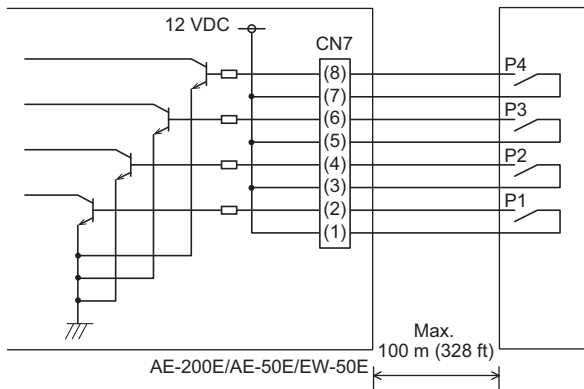 12 VDC
CN7
(8)
P4
(7)
(6)
P3
(5)
(4)
P2
(3)
(2)
P1
(1)
Max.
100 m (328 ft)
AE-200E/AE-50E/EW-50E